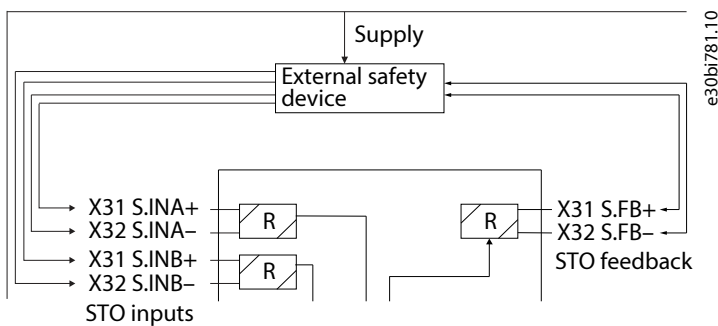 Supply
External safety
device
e30bi781.10
X31 S.INA+
X32 S.INA–
X31 S.INB+
X32 S.INB–
STO inputs
R
R
R
X31 S.FB+
X32 S.FB–
STO feedback